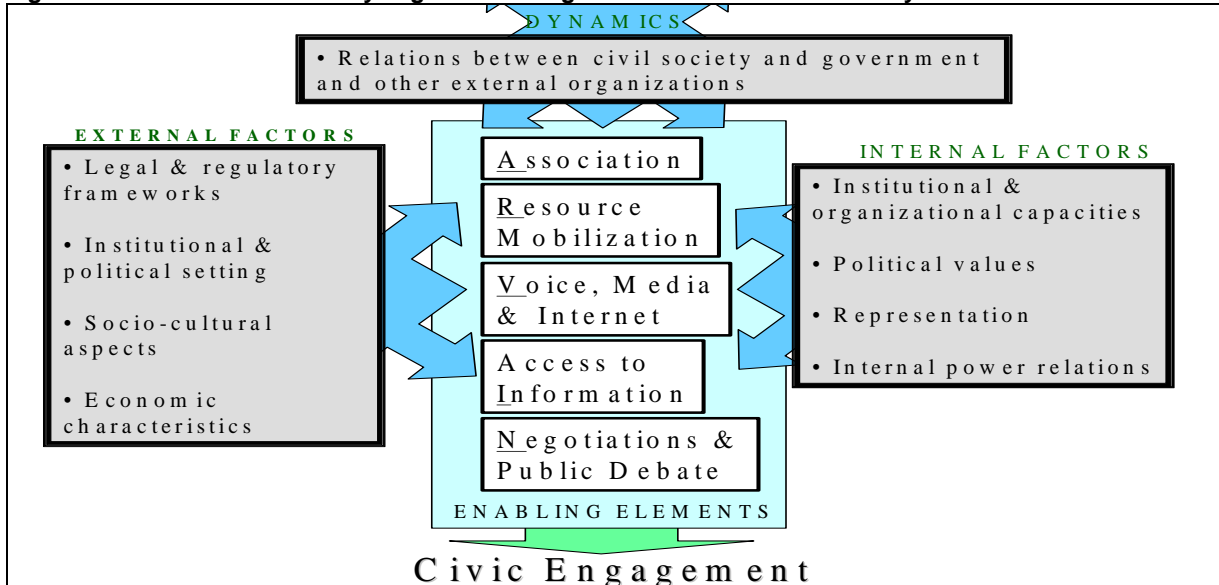 DYNAMICS
• Relations between civil society and government
and other external organizations
EXTERNAL FACTORS
• Legal & regulatory
frameworks
• Institutional &
political setting
• Socio-cultural
aspects
• Economic
characteristics
Association
Resource
Mobilization
Voice, Media
& Internet
Access to
Information
Negotiations &
Public Debate
ENABLING ELEMENTS
INTERNAL FACTORS
• Institutional &
organizational capacities
• Political values
• Representation
• Internal power relations
Civic Engagement